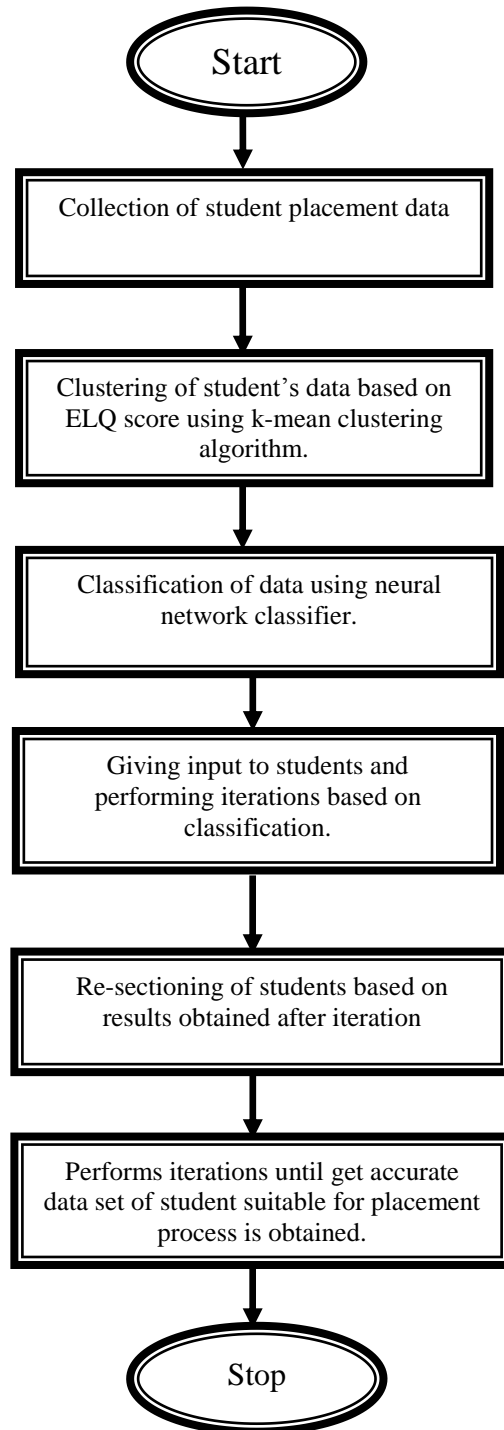 Start
Collection of student placement data
Clustering of student’s data based on
ELQ score using k-mean clustering
algorithm.
Classification of data using neural
network classifier.
Giving input to students and
performing iterations based on
classification.
Re-sectioning of students based on
results obtained after iteration
Performs iterations until get accurate
data set of student suitable for placement
process is obtained.
Stop